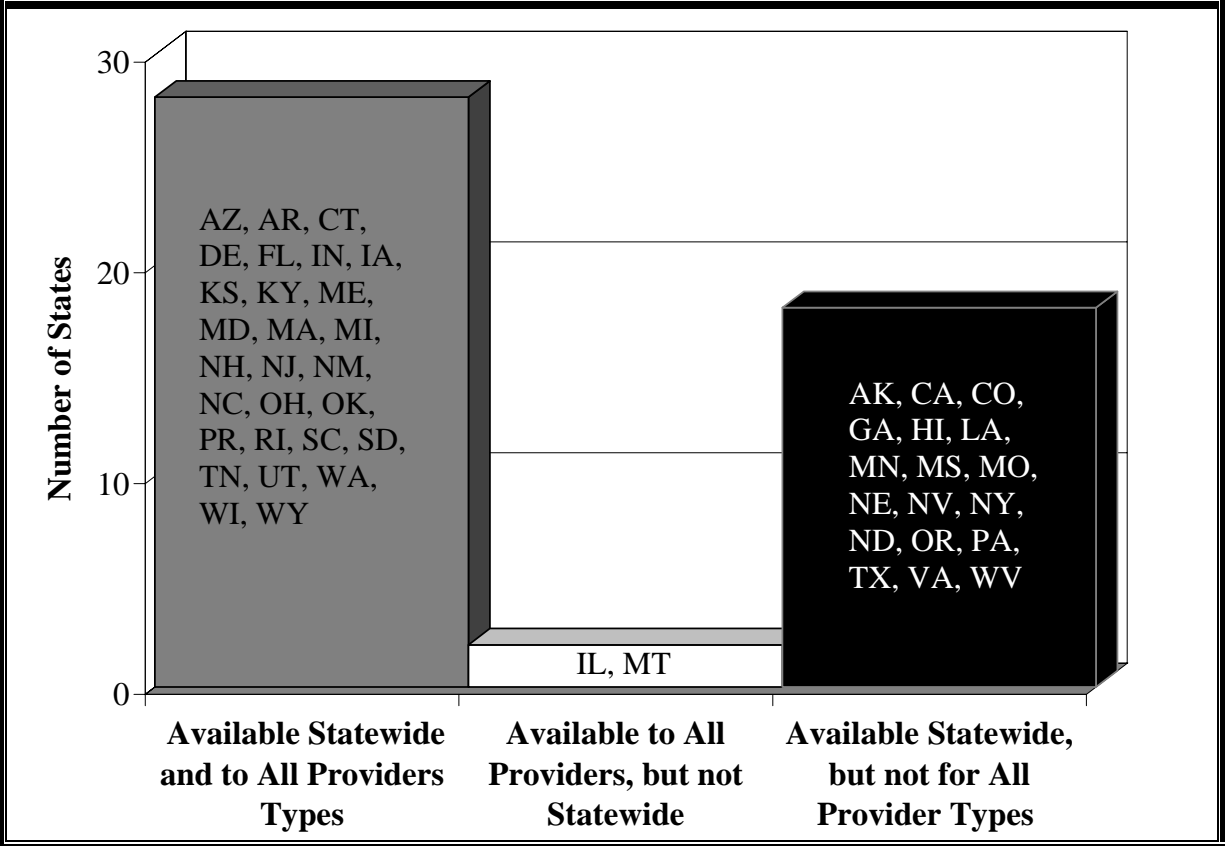 Number of States
30
20
10
0
AZ, AR, CT,
DE, FL, IN, IA,
KS, KY, ME,
MD, MA, MI,
NH, NJ, NM,
NC, OH, OK,
PR, RI, SC, SD,
TN, UT, WA,
WI, WY
IL, MT
AK, CA, CO,
GA, HI, LA,
MN, MS, MO,
NE, NV, NY,
ND, OR, PA,
TX, VA, WV
Available Statewide
and to All Providers
Types
Available to All
Providers, but not
Statewide
Available Statewide,
but not for All
Provider Types